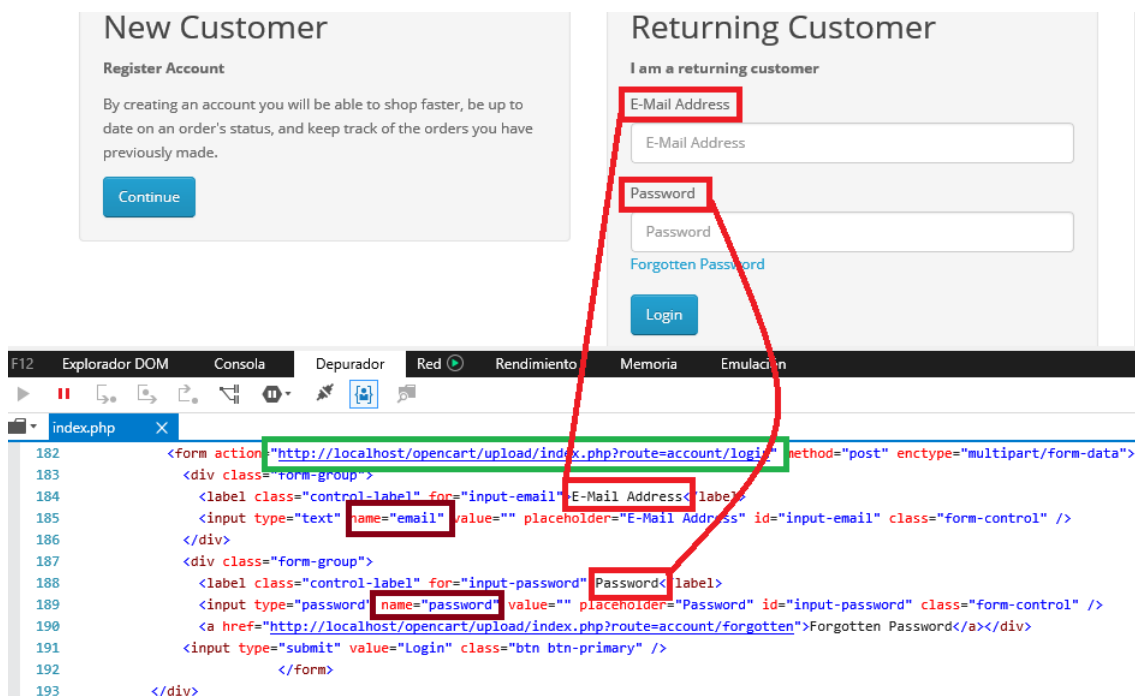 New Customer
Register Account
By creating an account you will be able to shop faster, be up to
date on an order's status, and keep track of the orders you have
previously made.
Continue
Returning Customer
I am a returning customer
E-Mail Address
E-Mail Address
Password
Password
Forgotten Password
Login
F12 Explorador DOM Consola Depurador Red Rendimiento Memoria Emulación
index.php
182 <form action="http://localhost/opencart/upload/index.php?route=account/login" method="post" enctype="multipart/form-data">
183 <div class="form-group">
184 <label class="control-label" for="input-email">E-Mail Address</label>
185 <input type="text" name="email" value="" placeholder="E-Mail Address" id="input-email" class="form-control" />
186 </div>
187 <div class="form-group">
188 <label class="control-label" for="input-password">Password</label>
189 <input type="password" name="password" value="" placeholder="Password" id="input-password" class="form-control" />
190 <a href="http://localhost/opencart/upload/index.php?route=account/forgotten">Forgotten Password</a></div>
191 <input type="submit" value="Login" class="btn btn-primary" />
192 </form>
193 </div>